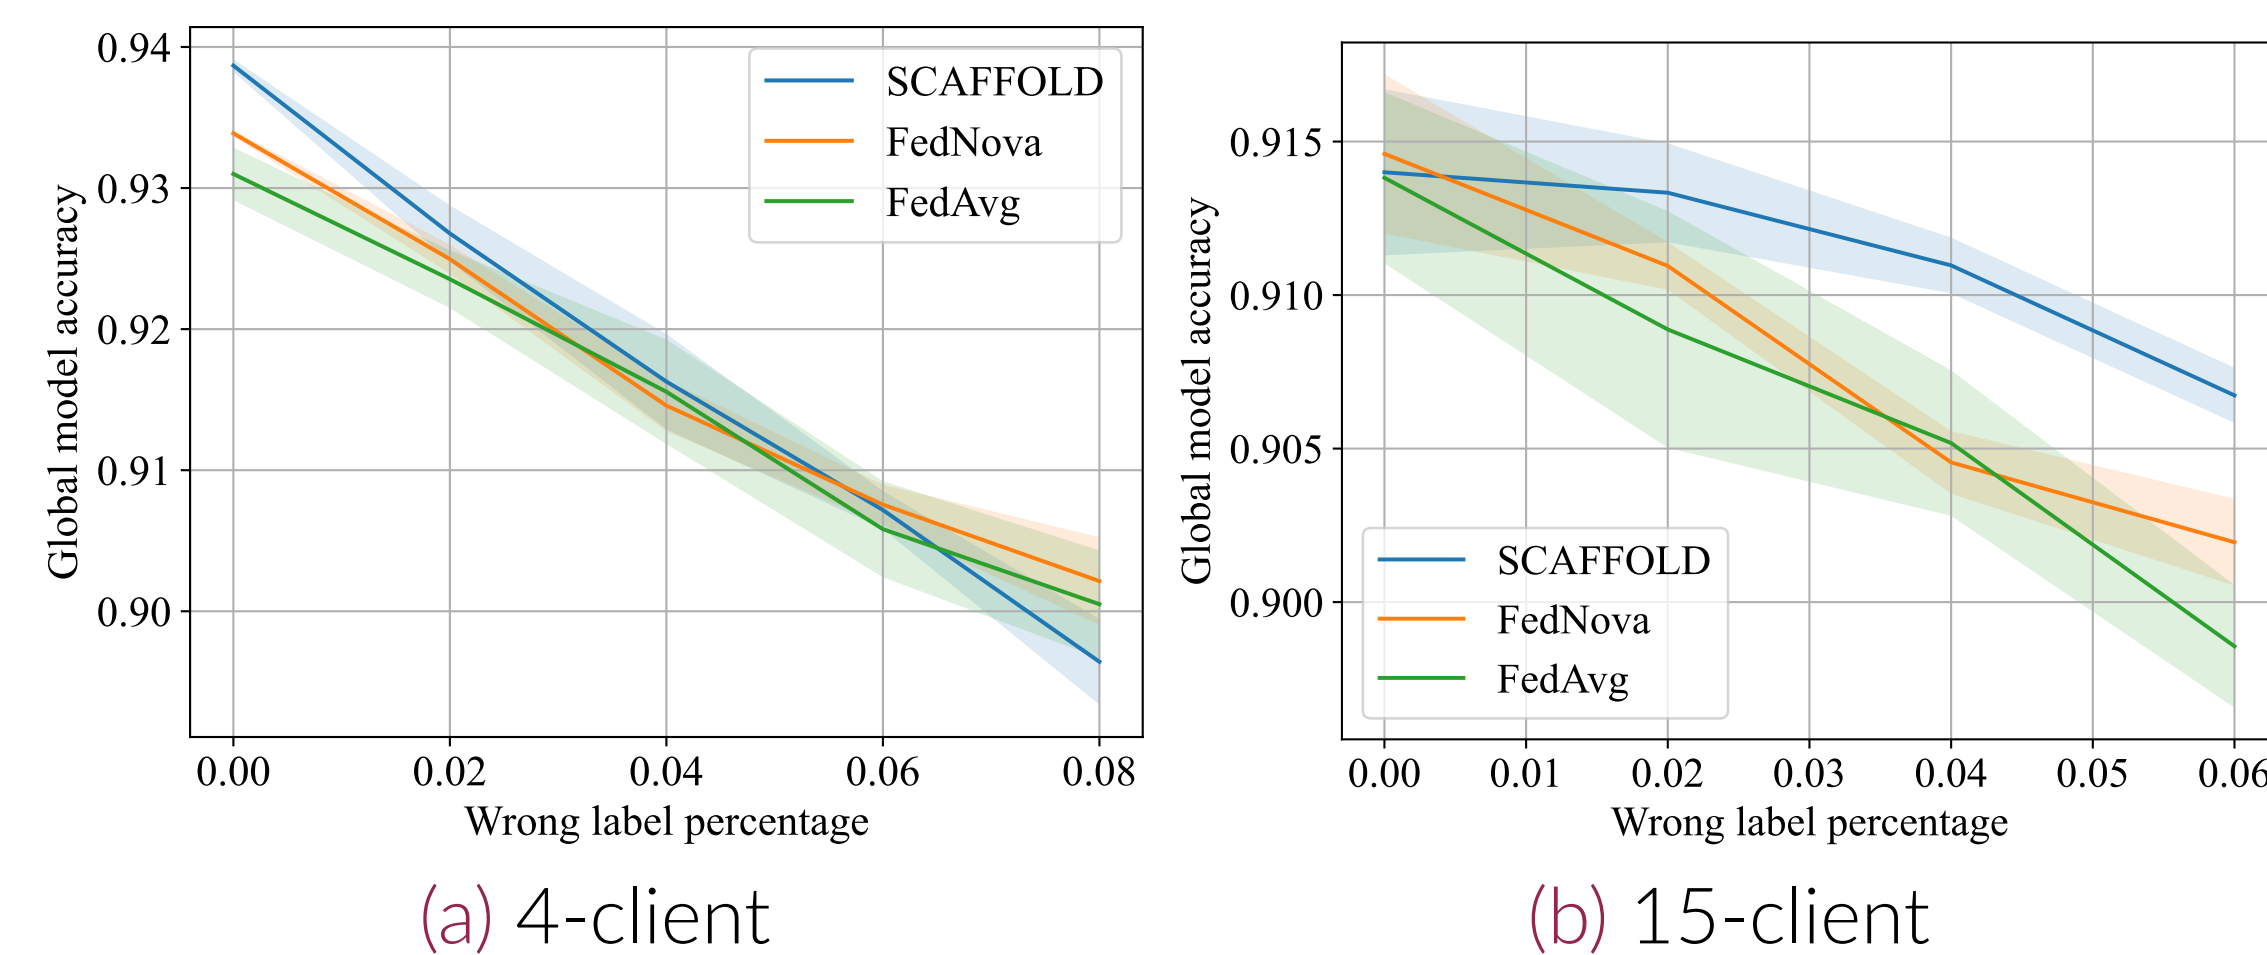 0.94
0.93
0.92
0.91
0.90
Global model accuracy
SCAFFOLD
FedNova
FedAvg
0.00 0.02 0.04 0.06 0.08
Wrong label percentage
(a) 4-client
0.915
0.910
0.905
0.900
Global model accuracy
SCAFFOLD
FedNova
FedAvg
0.00 0.01 0.02 0.03 0.04 0.05 0.06
Wrong label percentage
(b) 15-client